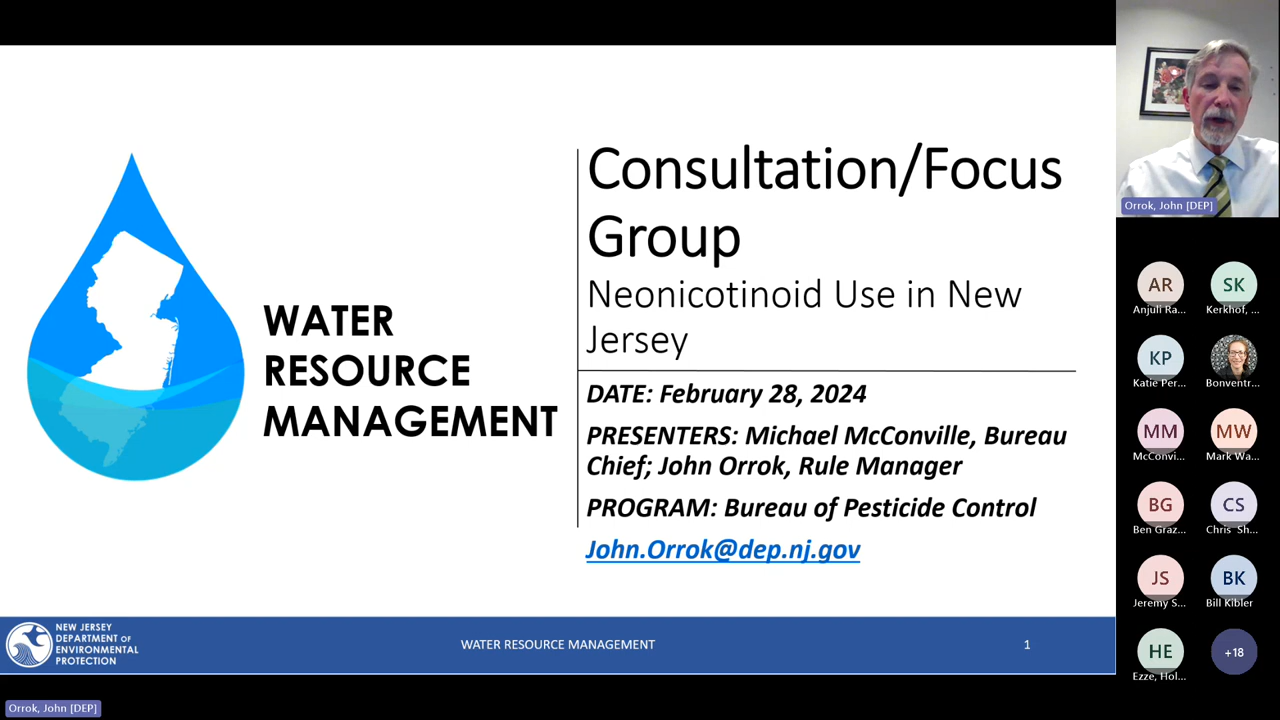 WATER
RESOURCE
MANAGEMENT
Consultation/Focus
Group
Neonicotinoid Use in New
Jersey
DATE: February 28, 2024
PRESENTERS: Michael McConville, Bureau
Chief; John Orrok, Rule Manager
PROGRAM: Bureau of Pesticide Control
John.Orrok@dep.nj.gov
NEW JERSEY
DEPARTMENT OF
ENVIRONMENTAL
PROTECTION
WATER RESOURCE MANAGEMENT
1
Orrok, John [DEP]
Orrok, John [DEP]
AR
SK
Anjuli Ra...
Kerkhof, ...
KP
Katie Per...
Bonventr...
MM
MW
McConvi...
Mark Wa...
BG
CS
Ben Graz...
Chris Sh...
JS
BK
Jeremy S...
Bill Kibler
HE
+18
Ezze, Hol...